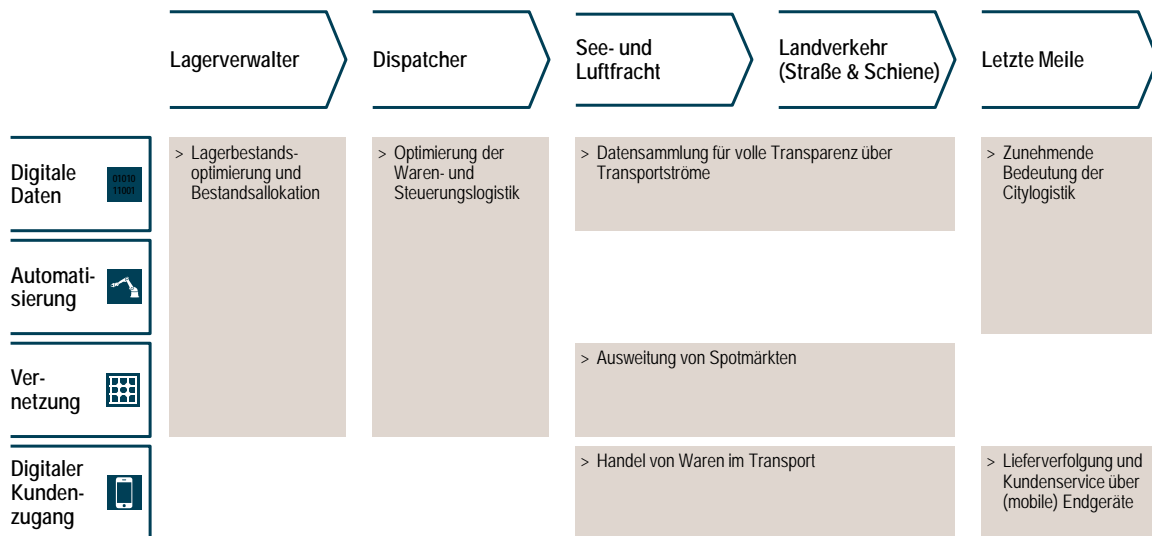 Lagerverwalter
Dispatcher
See- und
Luftfracht
Landverkehr
(Straße & Schiene)
Letzte Meile
Digitale
Daten
01010
11001
> Lagerbestands-
optimierung und
Bestandsallokation
> Optimierung der
Waren- und
Steuerungslogistik
> Datensammlung für volle Transparenz über
Transportströme
> Zunehmende
Bedeutung der
Citylogistik
Automati-
sierung
Ver-
netzung
> Ausweitung von Spotmärkten
Digitaler
Kunden-
zugang
> Handel von Waren im Transport
> Lieferverfolgung und
Kundenservice über
(mobile) Endgeräte